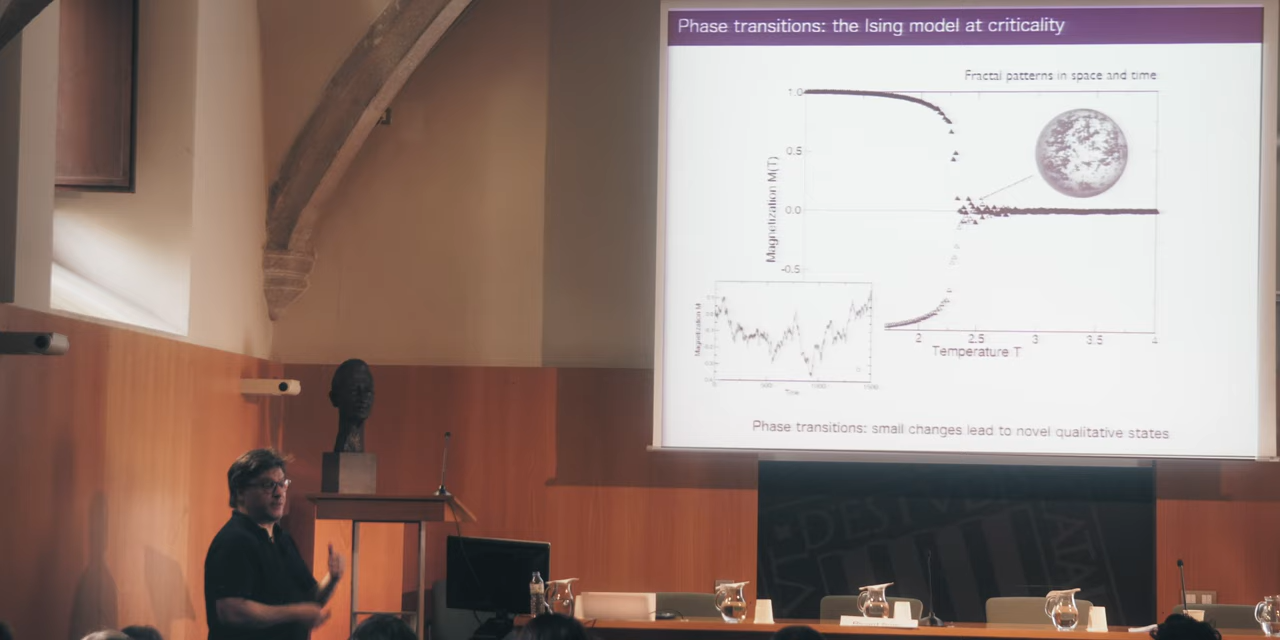 Phase transitions: the Ising model at criticality
Fractal patterns in space and time
1.0
0.5
0.0
-0.5
Magnetization M(T)
2 2.5 3 3.5 4
Temperature T
Magnetization M
Time
Phase transitions: small changes lead to novel qualitative states